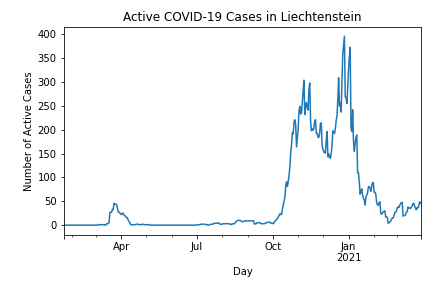 Active COVID-19 Cases in Liechtenstein
Number of Active Cases
400
350
300
250
200
150
100
50
0
Apr
Jul
Oct
Jan
2021
Day